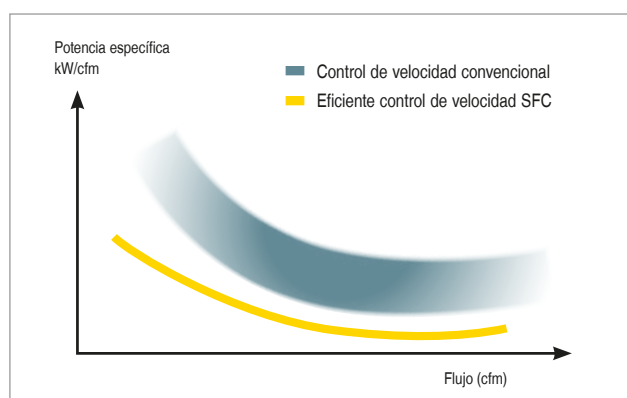 Potencia específica
kW/cfm
Control de velocidad convencional
Eficiente control de velocidad SFC
Flujo (cfm)